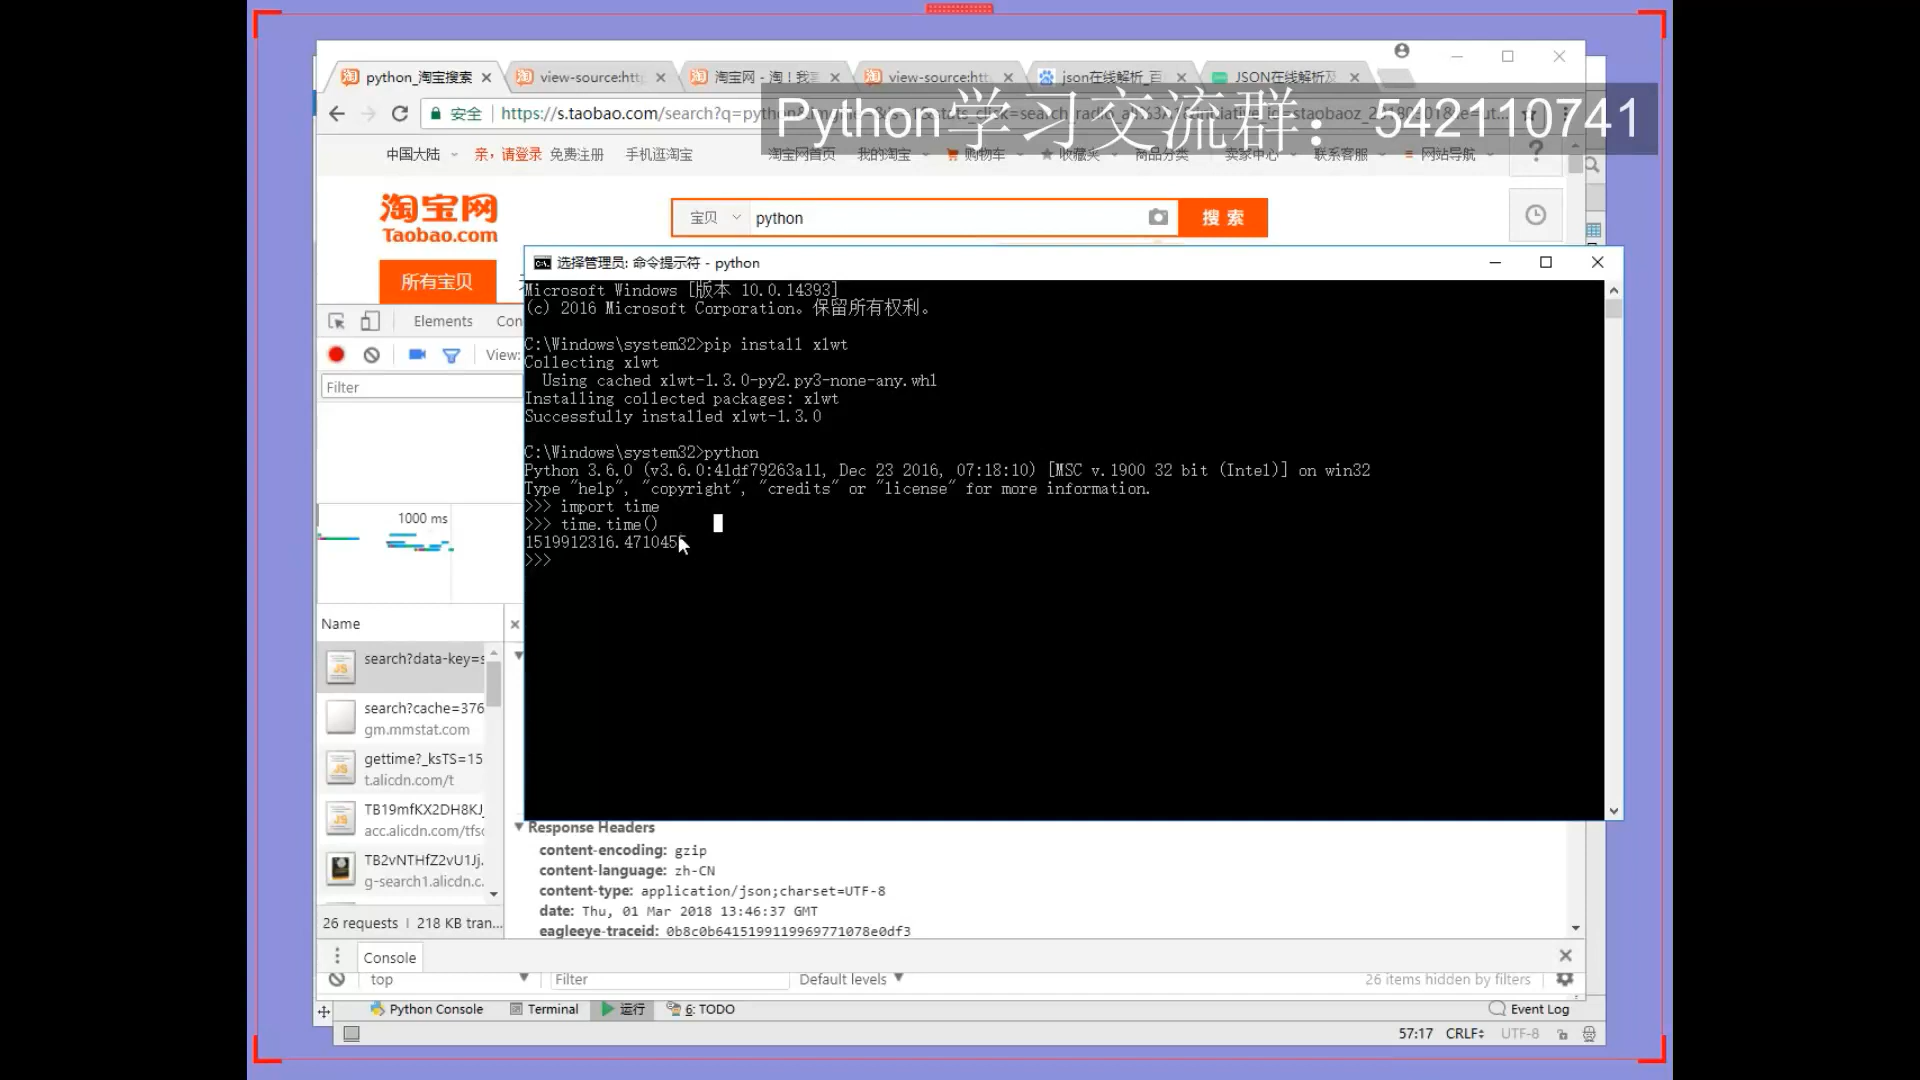 python_淘宝搜索
view-source:htt
淘宝网 - 淘！我
view-source:htt
json在线解析_百
JSON在线解析及
安全
https://s.taobao.com/search?q=python
Python学习交流群：542110741
中国大陆
亲，请登录
免费注册
手机逛淘宝
淘宝网首页
我的淘宝
购物车
收藏夹
商品分类
卖家中心
联系客服
网站导航
淘宝网
Taobao.com
宝贝
python
搜索
所有宝贝
选择管理员: 命令提示符 - python
Microsoft Windows [版本 10.0.14393]
(c) 2016 Microsoft Corporation。保留所有权利。
C:\Windows\system32>pip install xlwt
Collecting xlwt
Using cached xlwt-1.3.0-py2.py3-none-any.whl
Installing collected packages: xlwt
Successfully installed xlwt-1.3.0
C:\Windows\system32>python
Python 3.6.0 (v3.6.0:41df79263a11, Dec 23 2016, 07:18:10) [MSC v.1900 32 bit (Intel)] on win32
Type "help", "copyright", "credits" or "license" for more information.
>>> import time
>>> time.time()
1519912316.471045
>>>
Elements
Con
View:
Filter
1000 ms
Name
search?data-key=s
search?cache=376
gm.mmstat.com
gettime?_ksTS=15
t.alicdn.com/t
TB19mfKX2DH8KJ
acc.alicdn.com/tfsc
TB2vNTHfZ2vU1Jj.
g-search1.alicdn.c.
26 requests | 218 KB tran...
Response Headers
content-encoding: gzip
content-language: zh-CN
content-type: application/json;charset=UTF-8
date: Thu, 01 Mar 2018 13:46:37 GMT
eagleeye-traceid: 0b8c0b6415199119969771078e0df3
Console
top
Filter
Default levels
26 items hidden by filters
Python Console
Terminal
运行
6: TODO
Event Log
57:17
CRLF
UTF-8